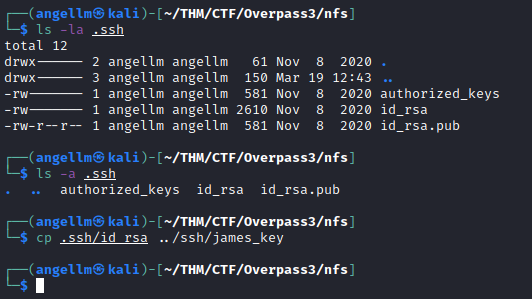 ┌──(angellm㉿kali)-[~/THM/CTF/Overpass3/nfs]
└─$ ls -la .ssh
total 12
drwx------ 2 angellm angellm   61 Nov  8  2020 .
drwx------ 3 angellm angellm  150 Mar 19 12:43 ..
-rw------- 1 angellm angellm  581 Nov  8  2020 authorized_keys
-rw------- 1 angellm angellm 2610 Nov  8  2020 id_rsa
-rw-r--r-- 1 angellm angellm  581 Nov  8  2020 id_rsa.pub
┌──(angellm㉿kali)-[~/THM/CTF/Overpass3/nfs]
└─$ ls -a .ssh
.  ..  authorized_keys  id_rsa  id_rsa.pub
┌──(angellm㉿kali)-[~/THM/CTF/Overpass3/nfs]
└─$ cp .ssh/id_rsa ../ssh/james_key
┌──(angellm㉿kali)-[~/THM/CTF/Overpass3/nfs]
└─$